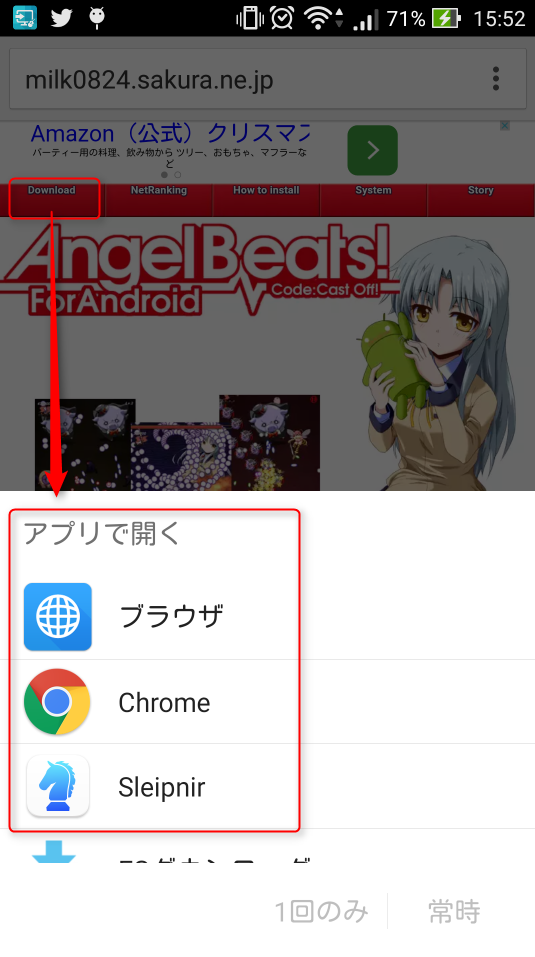 71% 15:52
milk0824.sakura.ne.jp
Amazon（公式）クリスマス
パーティー用の料理、飲み物から ツリー、おもちゃ、マフラーな
ど
Download NetRanking How to install System Story
AngelBeats!
ForAndroid Code:Cast Off!
アプリで開く
ブラウザ
Chrome
Sleipnir
1回のみ 常時